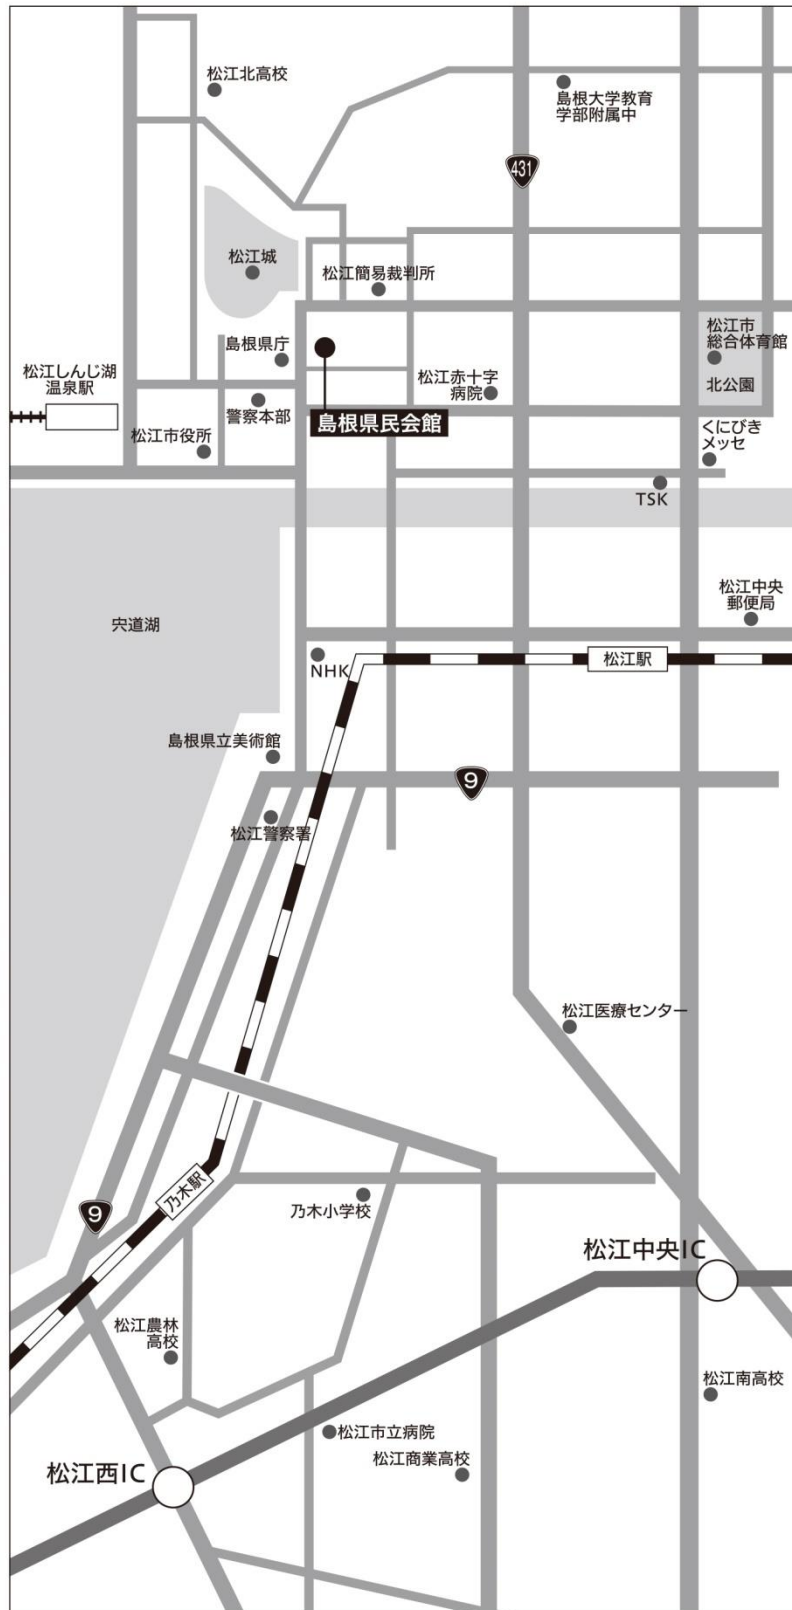 松江北高校
島根大学教育
学部附属中
431
松江城
松江簡易裁判所
松江市
総合体育館
島根県庁
松江しんじ湖
温泉駅
松江赤十字
病院
北公園
警察本部
島根県民会館
松江市役所
くにびき
メッセ
TSK
松江中央
郵便局
宍道湖
NHK
松江駅
島根県立美術館
9
松江警察署
松江医療センター
乃木駅
乃木小学校
9
松江中央IC
松江農林
高校
松江南高校
松江市立病院
松江商業高校
松江西IC